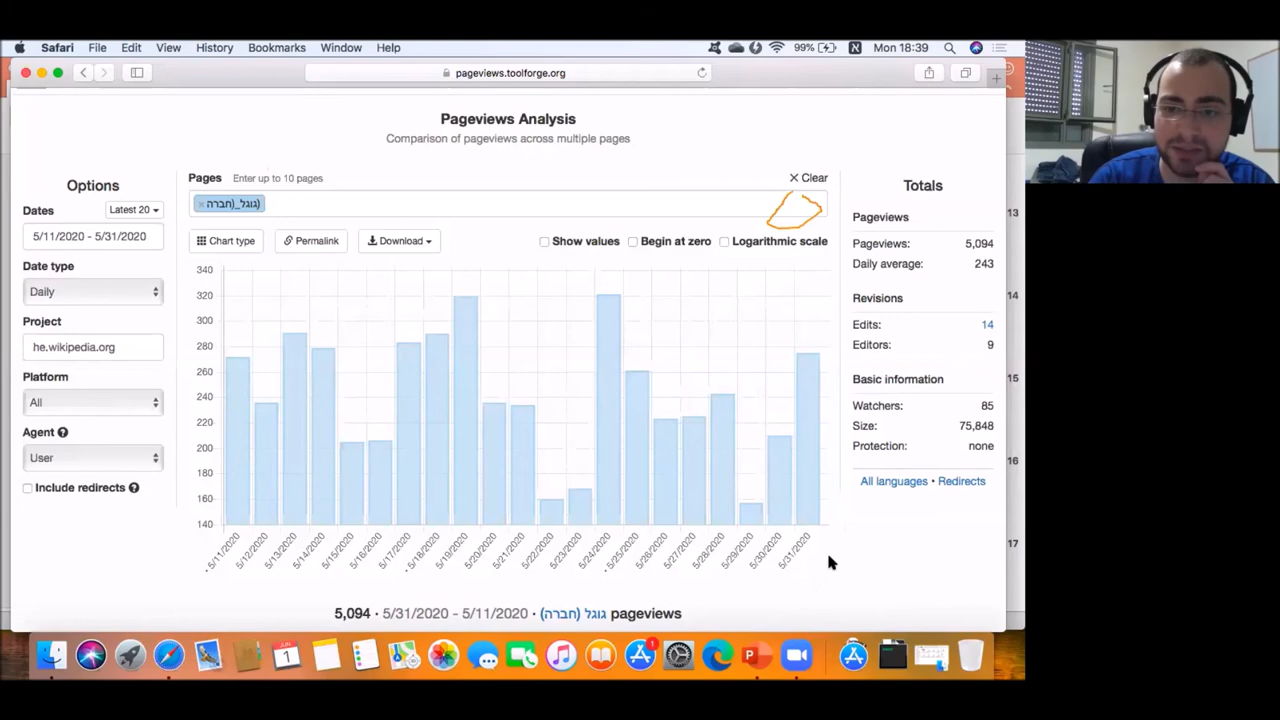 Safari File Edit View History Bookmarks Window Help 99% Mon 18:39
pageviews.toolforge.org
Pageviews Analysis
Comparison of pageviews across multiple pages
Options
Dates Latest 20
5/11/2020 - 5/31/2020
Date type
Daily
Project
he.wikipedia.org
Platform
All
Agent
User
Include redirects
Pages Enter up to 10 pages × Clear
× גוגל_(חברה)
Chart type Permalink Download Show values Begin at zero Logarithmic scale
340
320
300
280
260
240
220
200
180
160
140
5/11/2020 5/12/2020 5/13/2020 5/14/2020 5/15/2020 5/16/2020 5/17/2020 5/18/2020 5/19/2020 5/20/2020 5/21/2020 5/22/2020 5/23/2020 5/24/2020 5/25/2020 5/26/2020 5/27/2020 5/28/2020 5/29/2020 5/30/2020 5/31/2020
5,094 · 5/31/2020 - 5/11/2020 · גוגל (חברה) pageviews
Totals
Pageviews
Pageviews: 5,094
Daily average: 243
Revisions
Edits: 14
Editors: 9
Basic information
Watchers: 85
Size: 75,848
Protection: none
All languages • Redirects
13
14
15
16
17
JUN
1
1